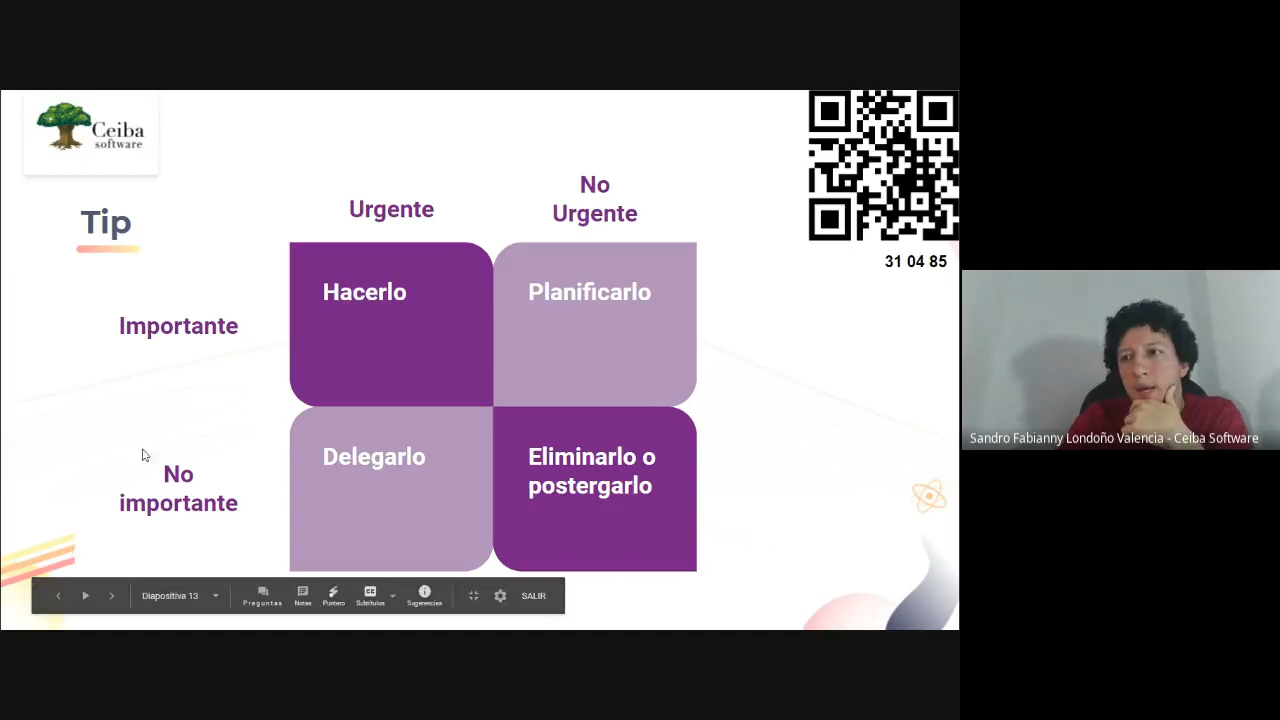 Ceiba
software
Tip
Urgente
No
Urgente
31 04 85
Hacerlo
Planificarlo
Importante
Delegarlo
Eliminarlo o
postergarlo
No
importante
Sandro Fabianny Londoño Valencia - Ceiba Software
Diapositiva 13
Preguntas
Notas
Puntero
CC
Subtítulos
Sugerencias
SALIR